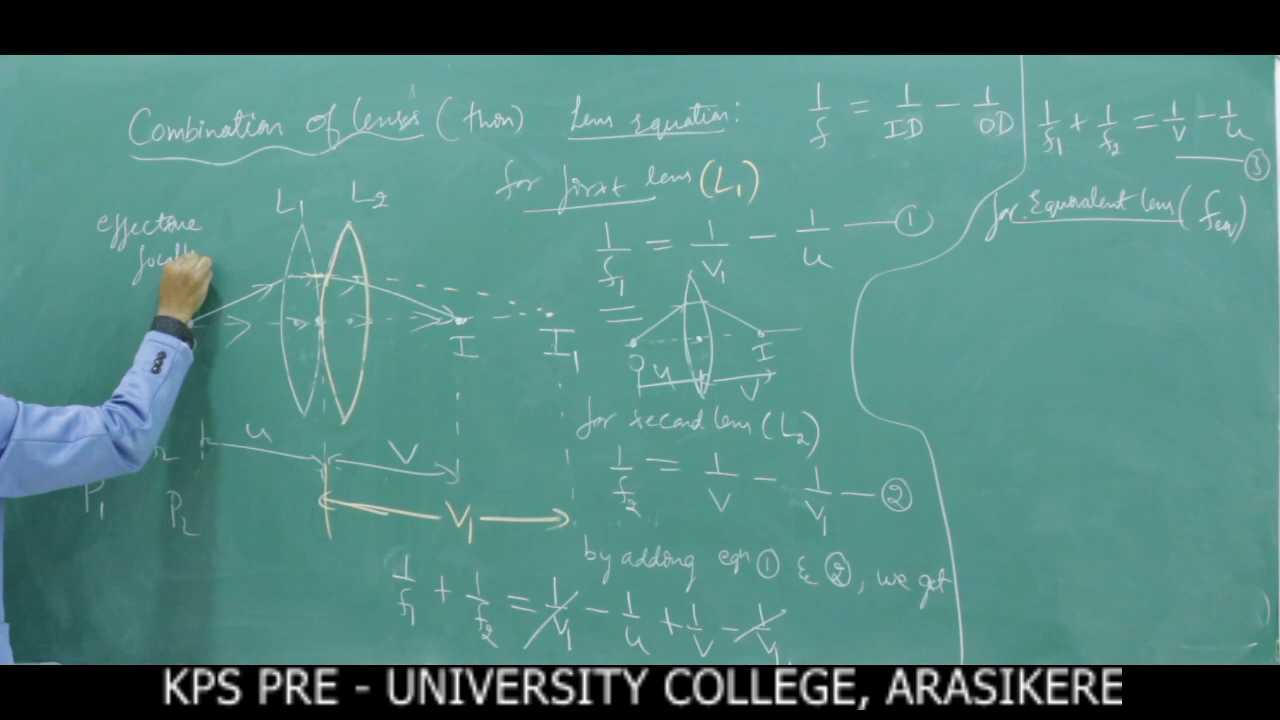 Combination of lenses (thin)
Lens equation:
1/f = 1/ID - 1/OD
for first lens (L1)
1/f1 = 1/V1 - 1/u — ①
L1 L2
effective
I
I1
u
V
V1
P1
P2
O
I
u
V
for second lens (L2)
1/f2 = 1/V - 1/V1 — ②
by adding eqn ① & ②, we get
1/f1 + 1/f2 = 1/V1 - 1/u + 1/V - 1/V1
1/f1 + 1/f2 = 1/V - 1/u
— ③
for Equivalent lens (feq)
KPS PRE - UNIVERSITY COLLEGE, ARASIKERE